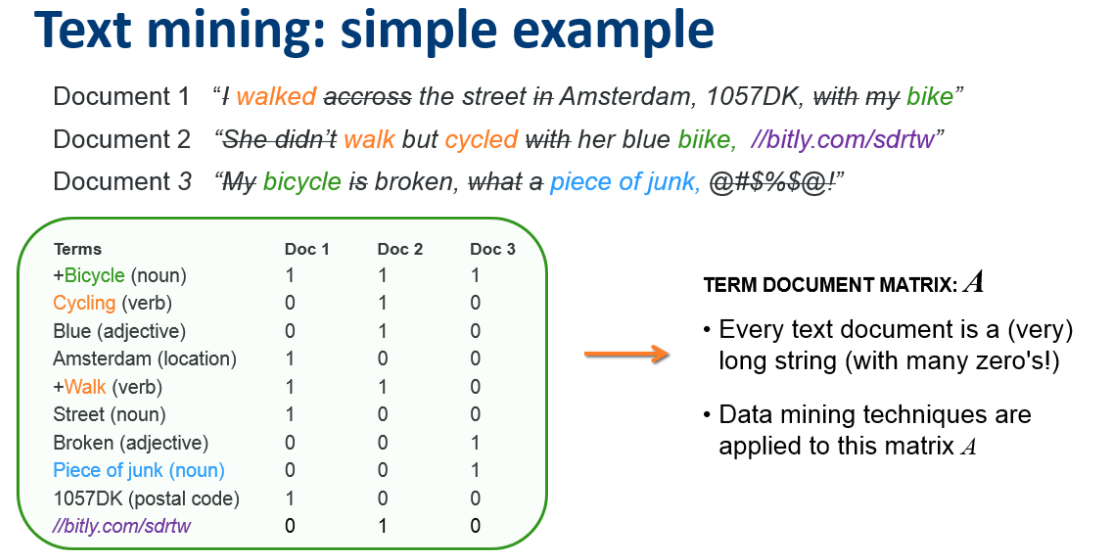 Text mining: simple example
Document 1 “I walked accross the street in Amsterdam, 1057DK, with my bike”
Document 2 “She didn’t walk but cycled with her blue biike, //bitly.com/sdrtw”
Document 3 “My bicycle is broken, what a piece of junk, @#$%$@!”
Terms Doc 1 Doc 2 Doc 3
+Bicycle (noun) 1 1 1
Cycling (verb) 0 1 0
Blue (adjective) 0 1 0
Amsterdam (location) 1 0 0
+Walk (verb) 1 1 0
Street (noun) 1 0 0
Broken (adjective) 0 0 1
Piece of junk (noun) 0 0 1
1057DK (postal code) 1 0 0
//bitly.com/sdrtw 0 1 0
TERM DOCUMENT MATRIX: A
• Every text document is a (very)
long string (with many zero's!)
• Data mining techniques are
applied to this matrix A